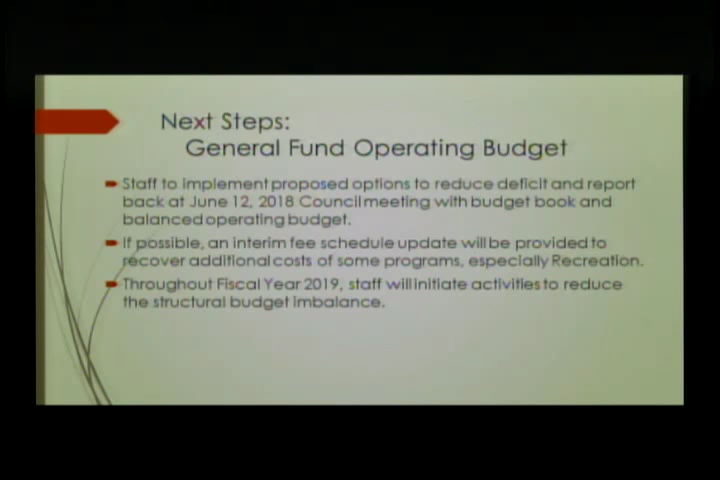 Next Steps:
General Fund Operating Budget
Staff to implement proposed options to reduce deficit and report
back at June 12, 2018 Council meeting with budget book and
balanced operating budget.
If possible, an interim fee schedule update will be provided to
recover additional costs of some programs, especially Recreation.
Throughout Fiscal Year 2019, staff will initiate activities to reduce
the structural budget imbalance.